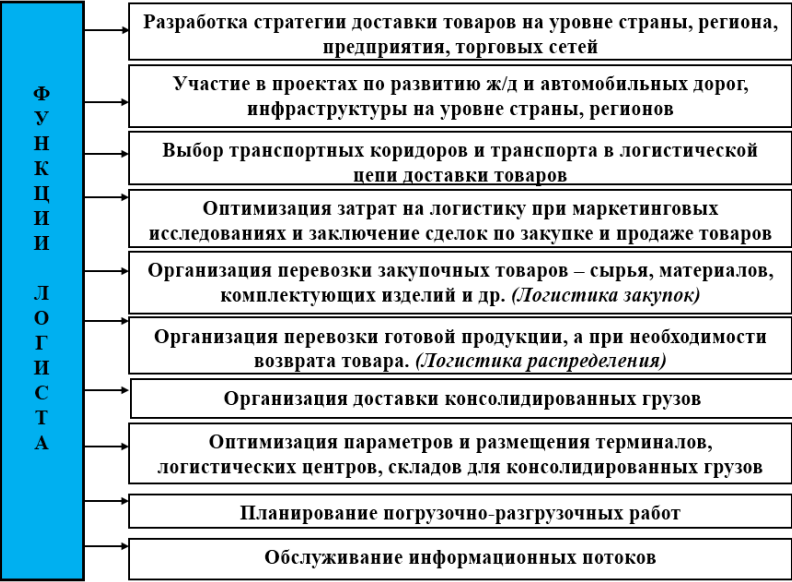 ФУНКЦИИ ЛОГИСТА
Разработка стратегии доставки товаров на уровне страны, региона,
предприятия, торговых сетей
Участие в проектах по развитию ж/д и автомобильных дорог,
инфраструктуры на уровне страны, регионов
Выбор транспортных коридоров и транспорта в логистической
цепи доставки товаров
Оптимизация затрат на логистику при маркетинговых
исследованиях и заключение сделок по закупке и продаже товаров
Организация перевозки закупочных товаров – сырья, материалов,
комплектующих изделий и др. (Логистика закупок)
Организация перевозки готовой продукции, а при необходимости
возврата товара. (Логистика распределения)
Организация доставки консолидированных грузов
Оптимизация параметров и размещения терминалов,
логистических центров, складов для консолидированных грузов
Планирование погрузочно-разгрузочных работ
Обслуживание информационных потоков